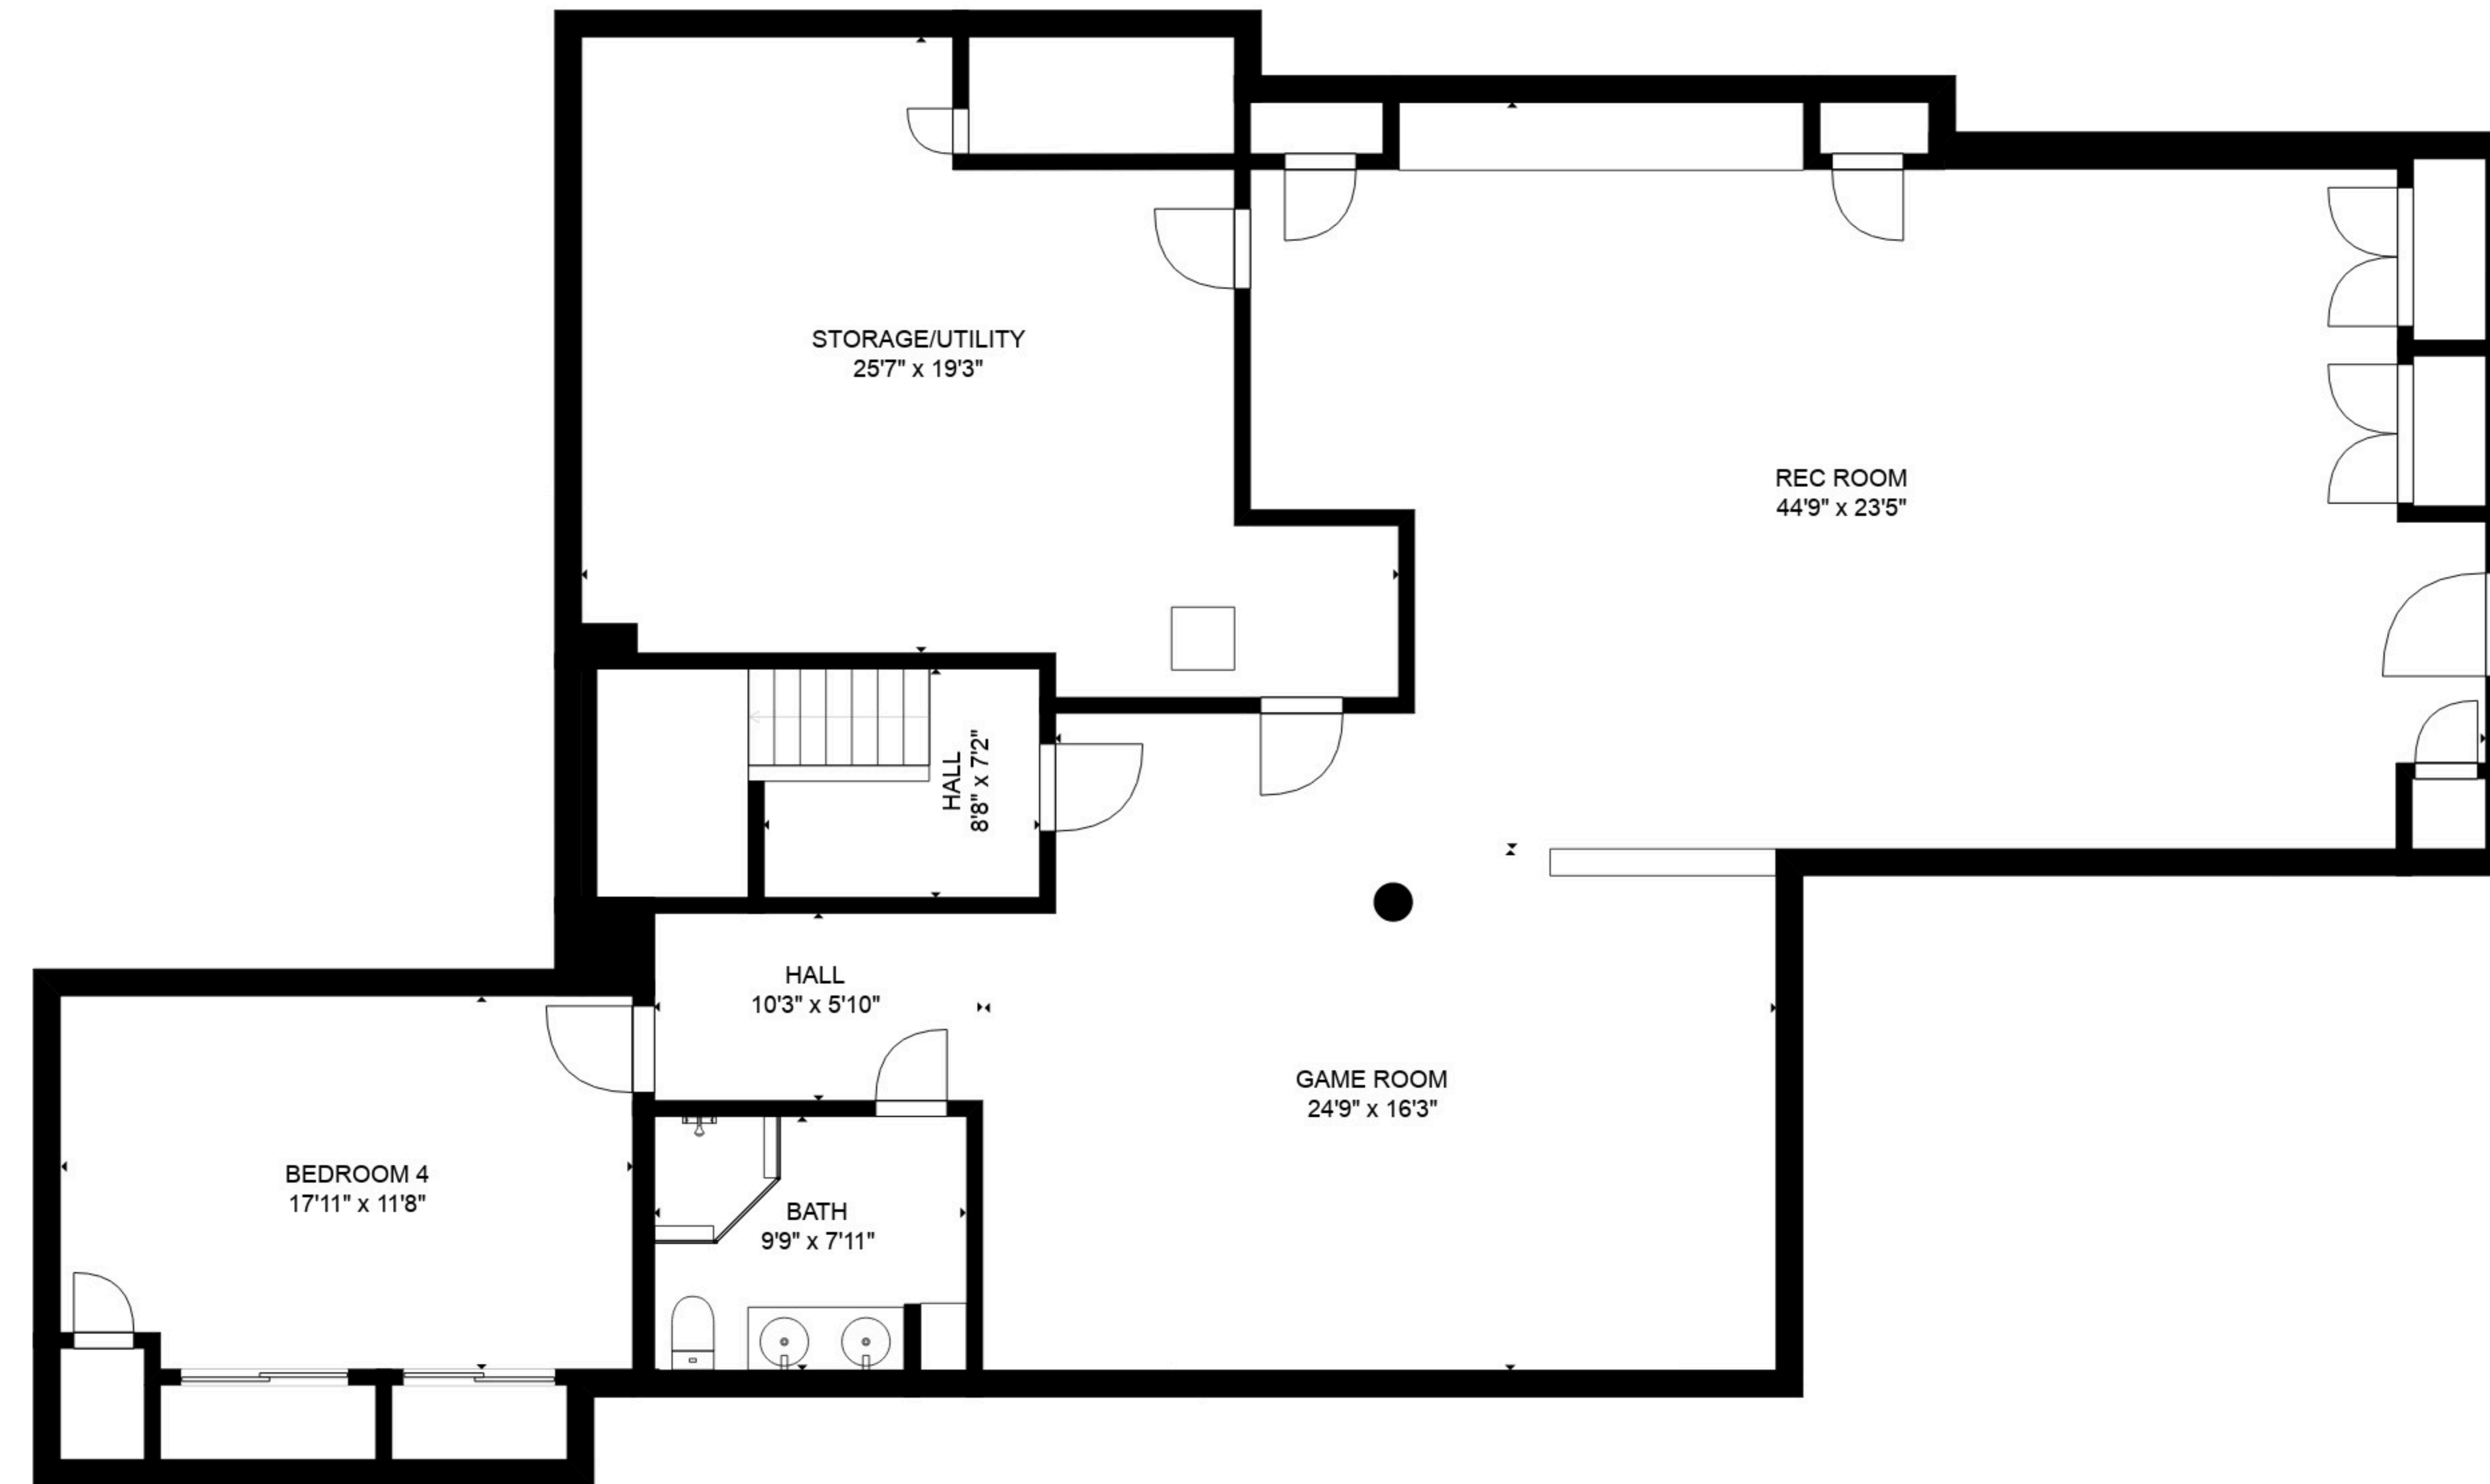 STORAGE/UTILITY
25'7" x 19'3"
REC ROOM
44'9" x 23'5"
HALL
8'8" x 7'2"
HALL
10'3" x 5'10"
GAME ROOM
24'9" x 16'3"
BEDROOM 4
17'11" x 11'8"
BATH
9'9" x 7'11"